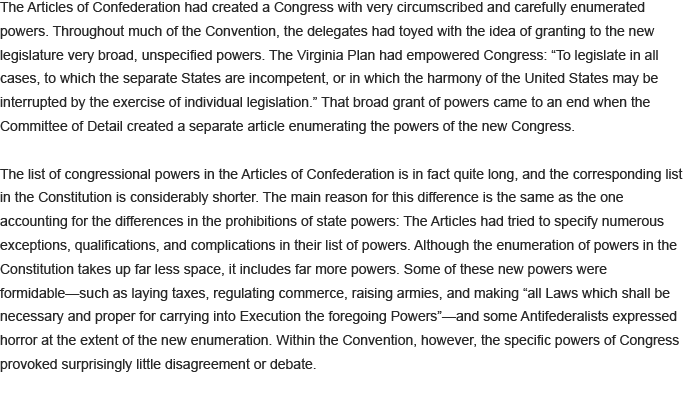 The Articles of Confederation had created a Congress with very circumscribed and carefully enumerated
powers. Throughout much of the Convention, the delegates had toyed with the idea of granting to the new
legislature very broad, unspecified powers. The Virginia Plan had empowered Congress: “To legislate in all
cases, to which the separate States are incompetent, or in which the harmony of the United States may be
interrupted by the exercise of individual legislation.” That broad grant of powers came to an end when the
Committee of Detail created a separate article enumerating the powers of the new Congress.
The list of congressional powers in the Articles of Confederation is in fact quite long, and the corresponding list
in the Constitution is considerably shorter. The main reason for this difference is the same as the one
accounting for the differences in the prohibitions of state powers: The Articles had tried to specify numerous
exceptions, qualifications, and complications in their list of powers. Although the enumeration of powers in the
Constitution takes up far less space, it includes far more powers. Some of these new powers were
formidable—such as laying taxes, regulating commerce, raising armies, and making “all Laws which shall be
necessary and proper for carrying into Execution the foregoing Powers”—and some Antifederalists expressed
horror at the extent of the new enumeration. Within the Convention, however, the specific powers of Congress
provoked surprisingly little disagreement or debate.